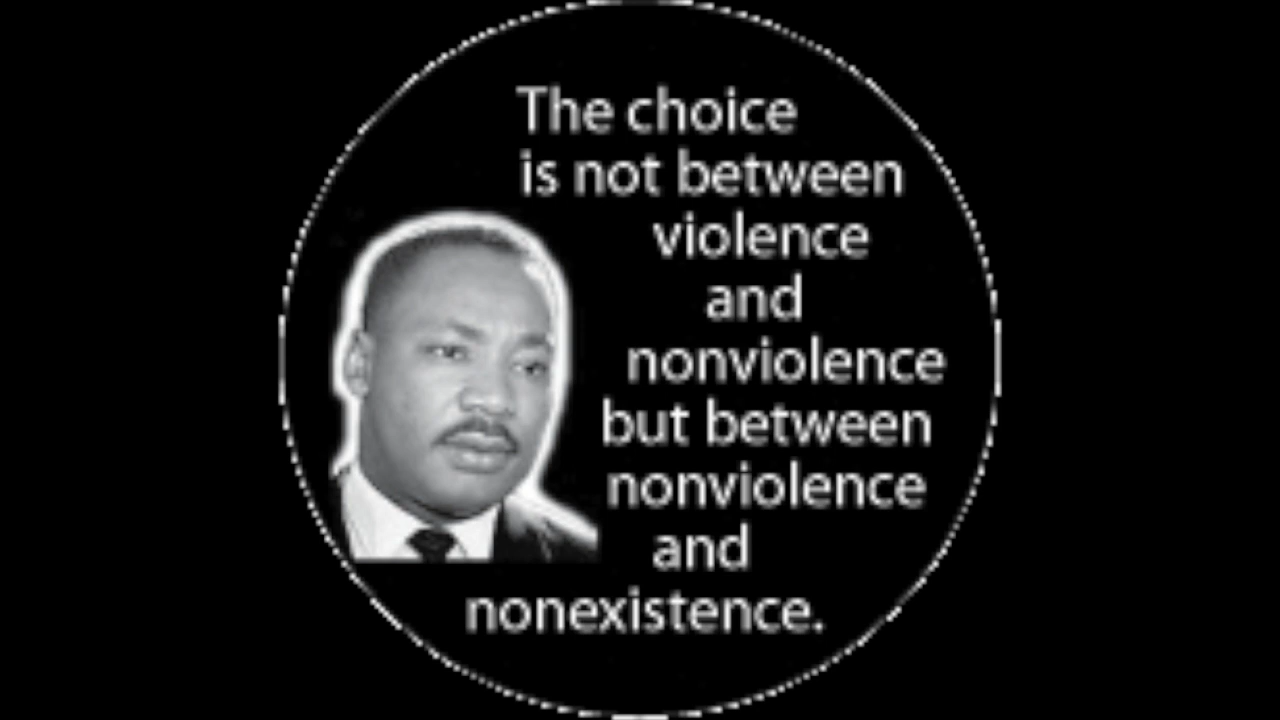 The choice
is not between
violence
and
nonviolence
but between
nonviolence
and
nonexistence.